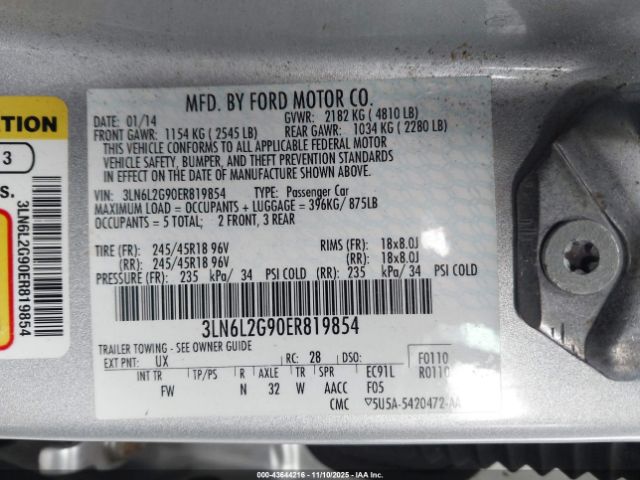 MFD. BY FORD MOTOR CO.
DATE: 01/14 GVWR: 2182 KG ( 4810 LB)
FRONT GAWR: 1154 KG ( 2545 LB) REAR GAWR: 1034 KG ( 2280 LB)
THIS VEHICLE CONFORMS TO ALL APPLICABLE FEDERAL MOTOR
VEHICLE SAFETY, BUMPER, AND THEFT PREVENTION STANDARDS
IN EFFECT ON THE DATE OF MANUFACTURE SHOWN ABOVE.
VIN: 3LN6L2G90ER819854 TYPE: Passenger Car
MAXIMUM LOAD = OCCUPANTS + LUGGAGE = 396KG/ 875LB
OCCUPANTS = 5 TOTAL; 2 FRONT, 3 REAR
TIRE (FR): 245/45R18 96V RIMS (FR): 18x8.0J
(RR): 245/45R18 96V (RR): 18x8.0J
PRESSURE (FR): 235 kPa/ 34 PSI COLD (RR): 235 kPa/ 34 PSI COLD
3LN6L2G90ER819854
TRAILER TOWING - SEE OWNER GUIDE
EXT PNT: UX RC: 28 DSO: F0110
INT TR TP/PS R AXLE TR SPR EC91L R0110
FW N 32 W AACC F05
CMC ▽5U5A-5420472-AA
TION
3
S.
3LN6L2G90ER819854
00 - 43644216 - 11/10/2025 - IAAI.COM